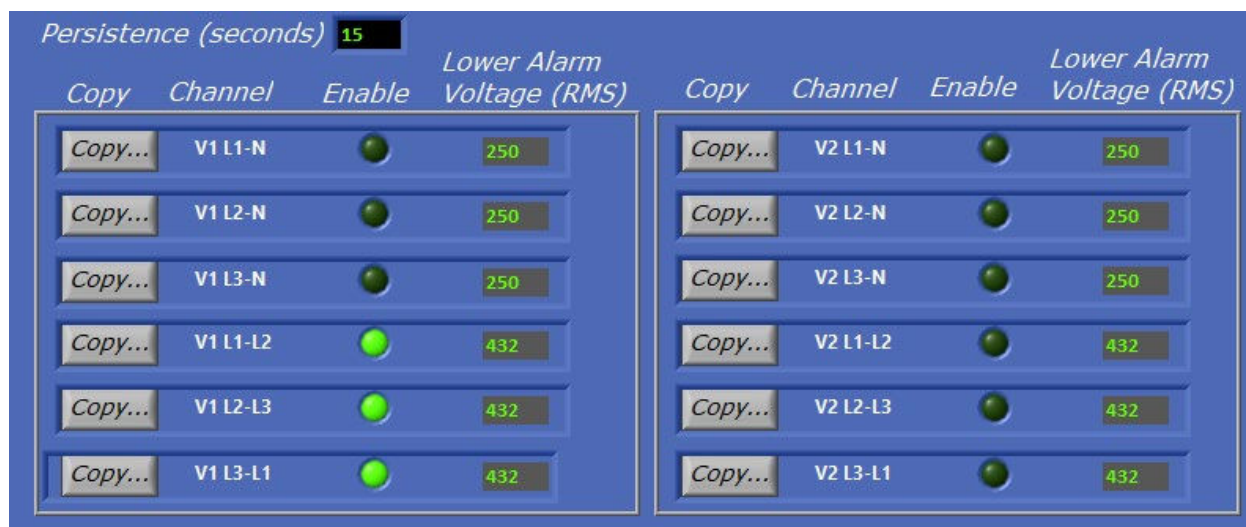 Persistence (seconds) 15
Copy Channel Enable Lower Alarm Voltage (RMS) Copy Channel Enable Lower Alarm Voltage (RMS)
Copy... V1 L1-N 250 Copy... V2 L1-N 250
Copy... V1 L2-N 250 Copy... V2 L2-N 250
Copy... V1 L3-N 250 Copy... V2 L3-N 250
Copy... V1 L1-L2 432 Copy... V2 L1-L2 432
Copy... V1 L2-L3 432 Copy... V2 L2-L3 432
Copy... V1 L3-L1 432 Copy... V2 L3-L1 432